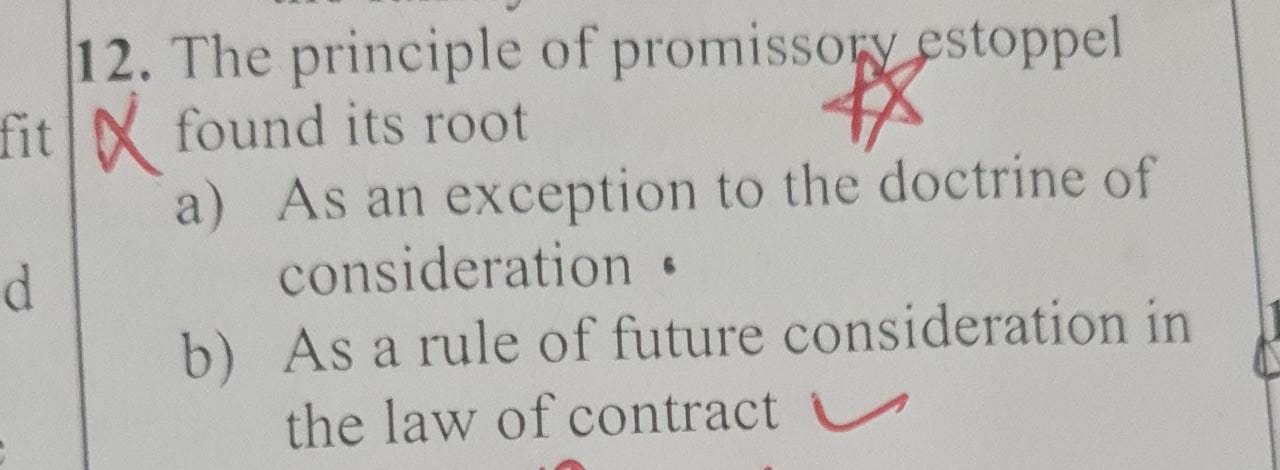 12. The principle of promissory estoppel
fit
found its root
a) As an exception to the doctrine of
consideration
d
b) As a rule of future consideration in
the law of contract